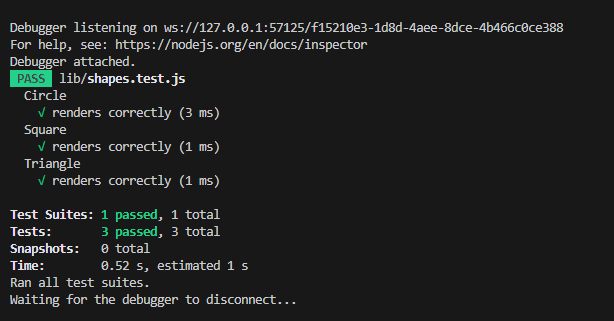 Debugger listening on ws://127.0.0.1:57125/f15210e3-1d8d-4aee-8dce-4b466c0ce388
For help, see: https://nodejs.org/en/docs/inspector
Debugger attached.
PASS lib/shapes.test.js
Circle
√ renders correctly (3 ms)
Square
√ renders correctly (1 ms)
Triangle
√ renders correctly (1 ms)
Test Suites: 1 passed, 1 total
Tests: 3 passed, 3 total
Snapshots: 0 total
Time: 0.52 s, estimated 1 s
Ran all test suites.
Waiting for the debugger to disconnect...